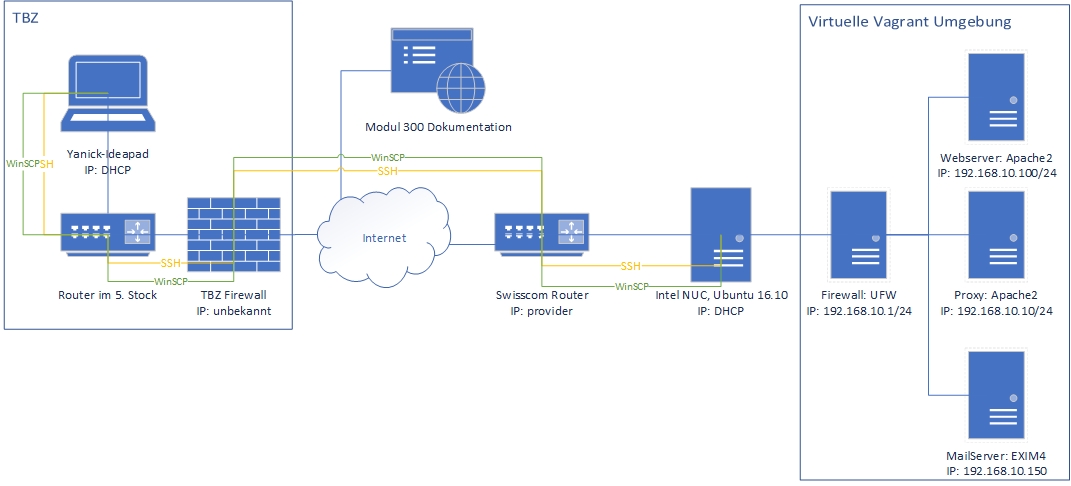 TBZ
Virtuelle Vagrant Umgebung
Modul 300 Dokumentation
Yanick-Ideapad
IP: DHCP
WinSCP
SH
WinSCP
SSH
Internet
SSH
WinSCP
SSH
WinSCP
Router im 5. Stock
TBZ Firewall
IP: unbekannt
Swisscom Router
IP: provider
Intel NUC, Ubuntu 16.10
IP: DHCP
Firewall: UFW
IP: 192.168.10.1/24
Webserver: Apache2
IP: 192.168.10.100/24
Proxy: Apache2
IP: 192.168.10.10/24
MailServer: EXIM4
IP: 192.168.10.150